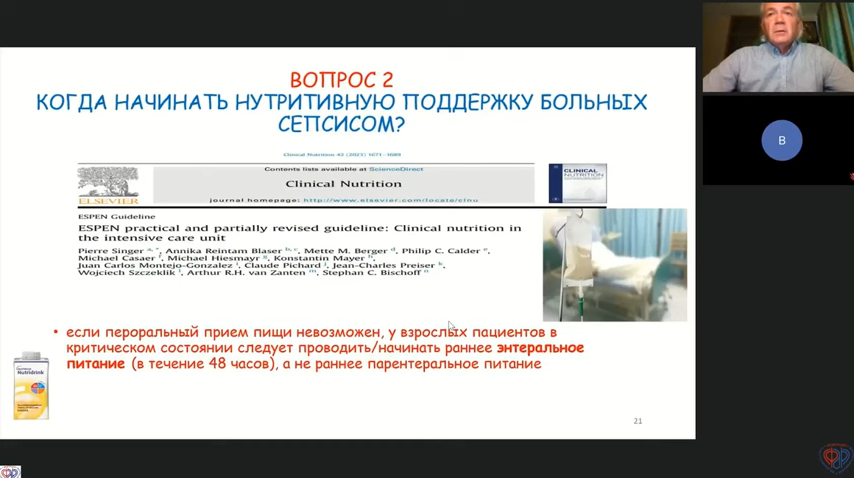 ВОПРОС 2
КОГДА НАЧИНАТЬ НУТРИТИВНУЮ ПОДДЕРЖКУ БОЛЬНЫХ
СЕПСИСОМ?
Clinical Nutrition 42 (2023) 1671–1689
Contents lists available at ScienceDirect
Clinical Nutrition
journal homepage: http://www.elsevier.com/locate/clnu
ELSEVIER
CLINICAL
NUTRITION
ESPEN Guideline
ESPEN practical and partially revised guideline: Clinical nutrition in
the intensive care unit
Pierre Singer, Annika Reintam Blaser, Mette M. Berger, Philip C. Calder,
Michael Casaer, Michael Hiesmayr, Konstantin Mayer,
Juan Carlos Montejo-Gonzalez, Claude Pichard, Jean-Charles Preiser,
Wojciech Szczeklik, Arthur R.H. van Zanten, Stephan C. Bischoff
• если пероральный прием пищи невозможен, у взрослых пациентов в
критическом состоянии следует проводить/начинать раннее энтеральное
питание (в течение 48 часов), а не раннее парентеральное питание
Nutridrink
21
В